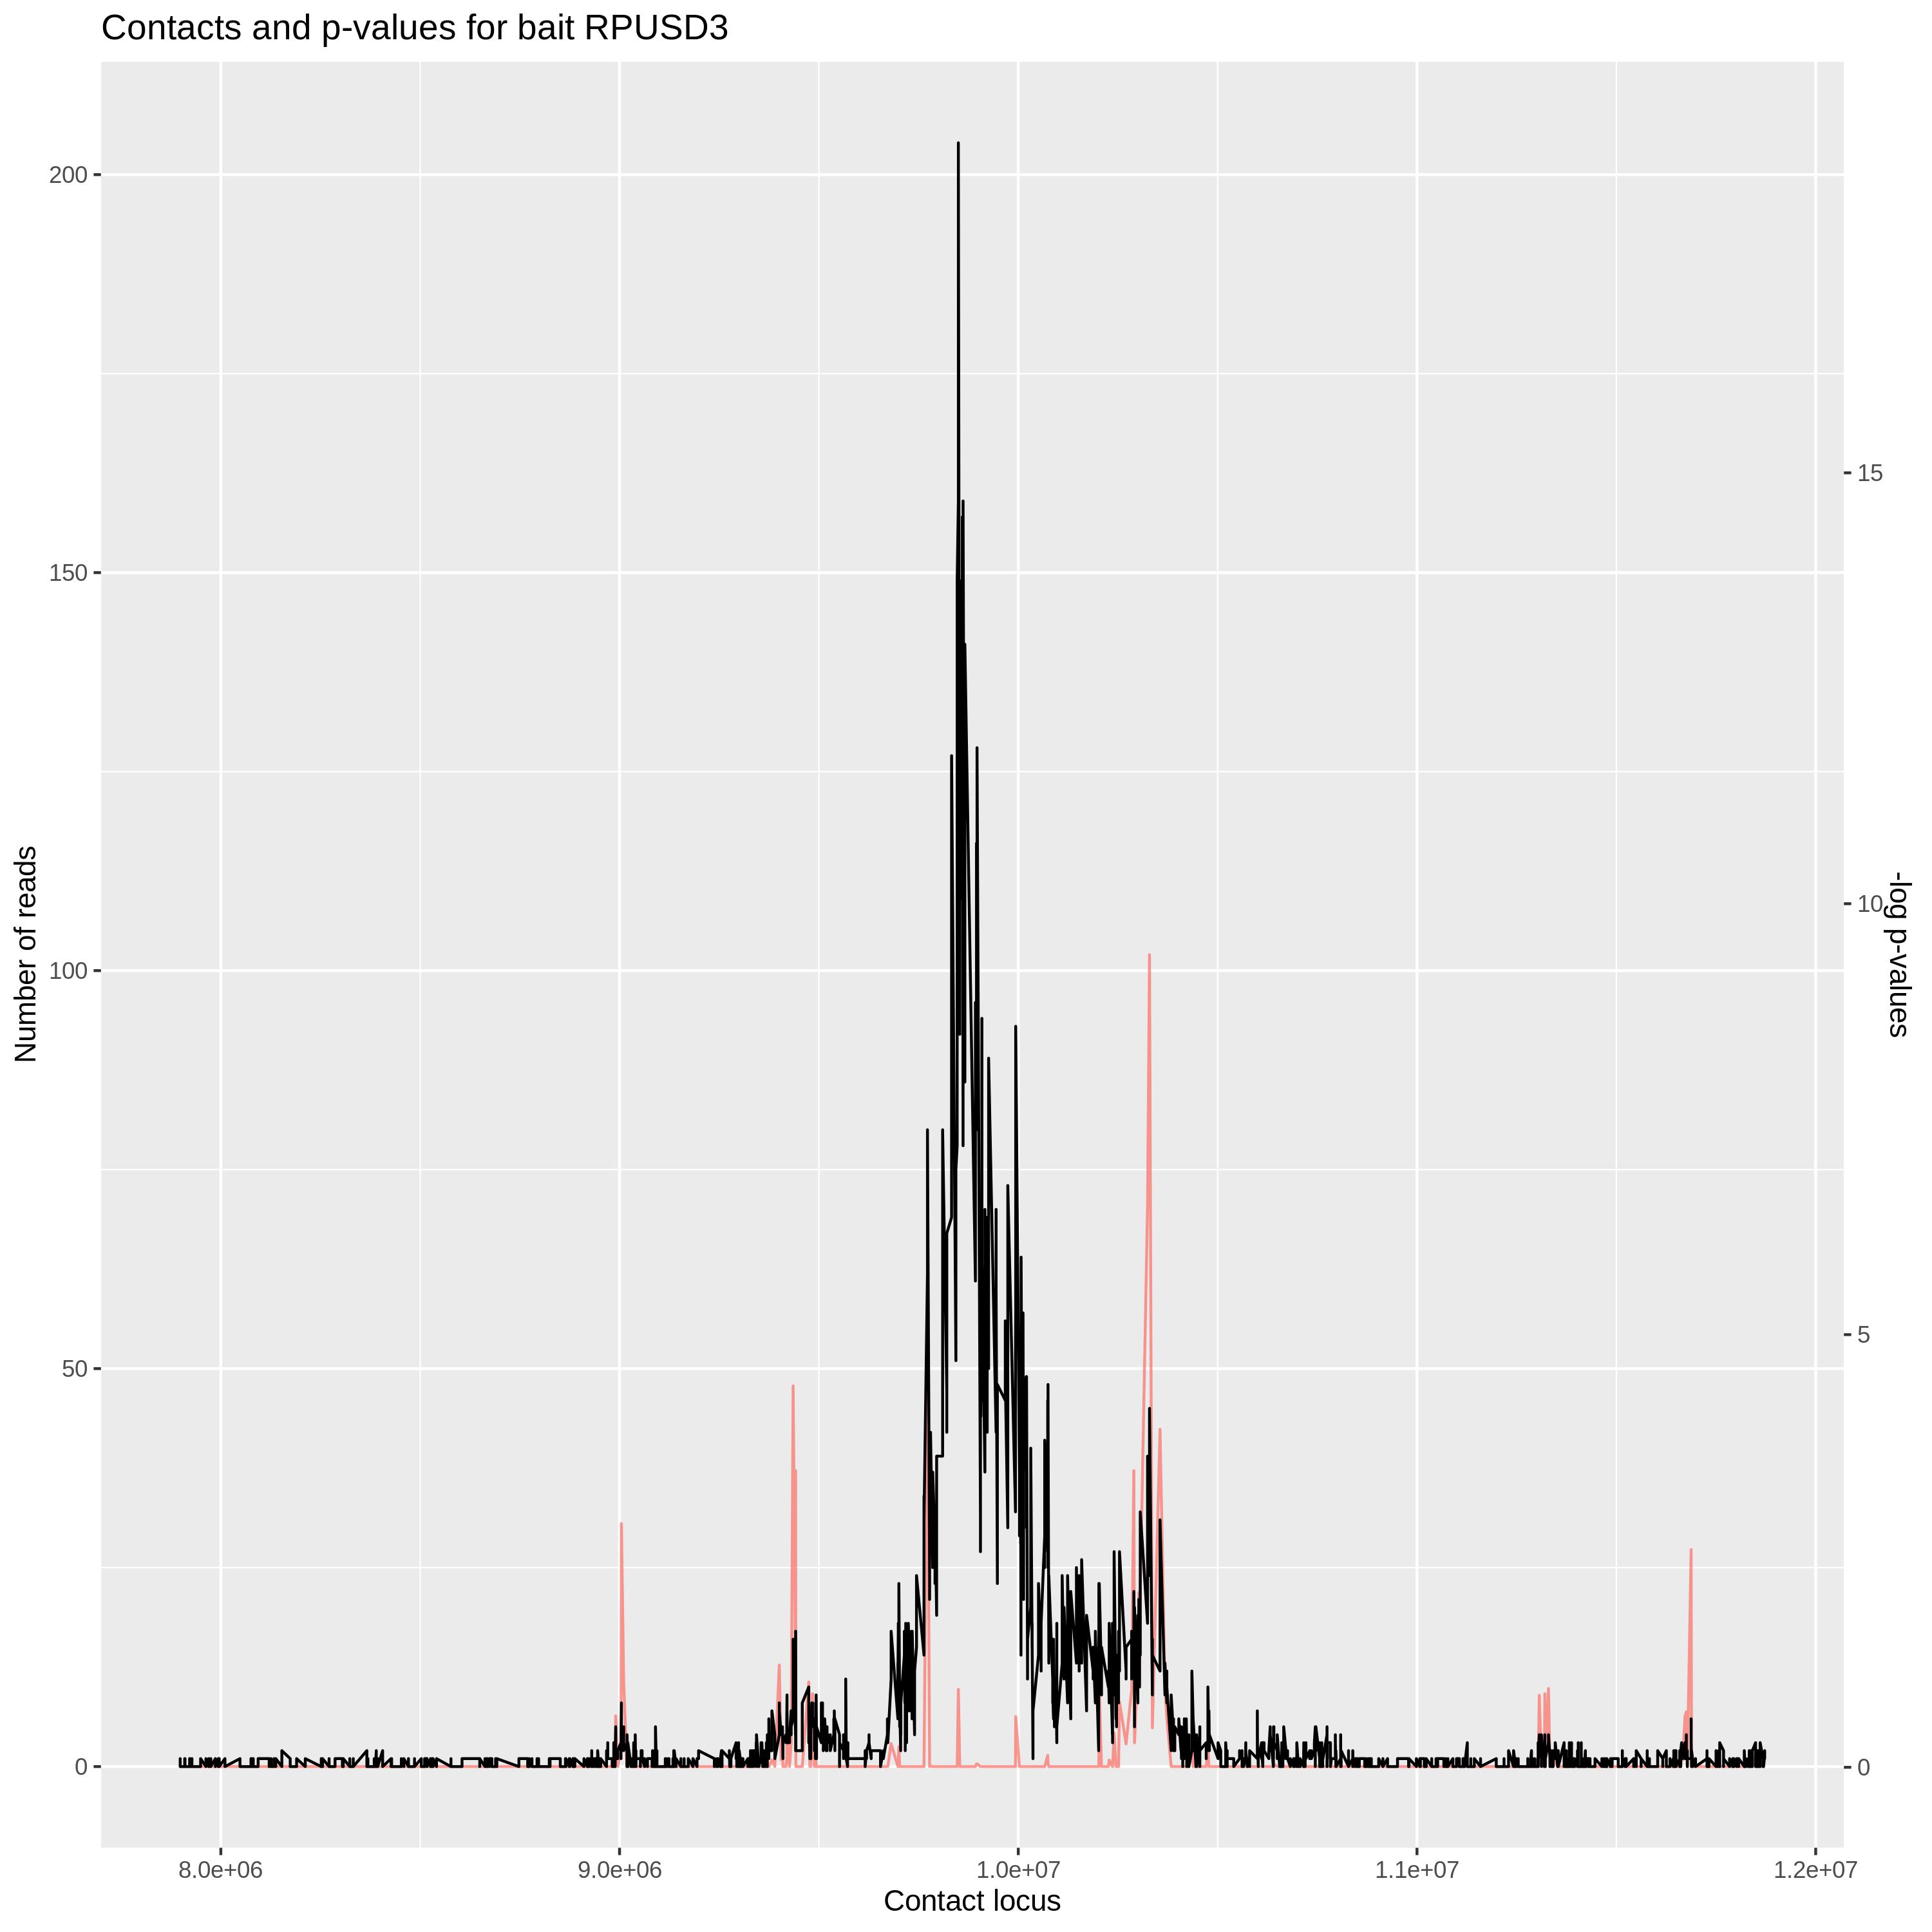 Contacts and p-values for bait RPUSD3
Number of reads
200
150
100
50
0
15
10
5
0
-log p-values
8.0e+06
9.0e+06
1.0e+07
1.1e+07
1.2e+07
Contact locus